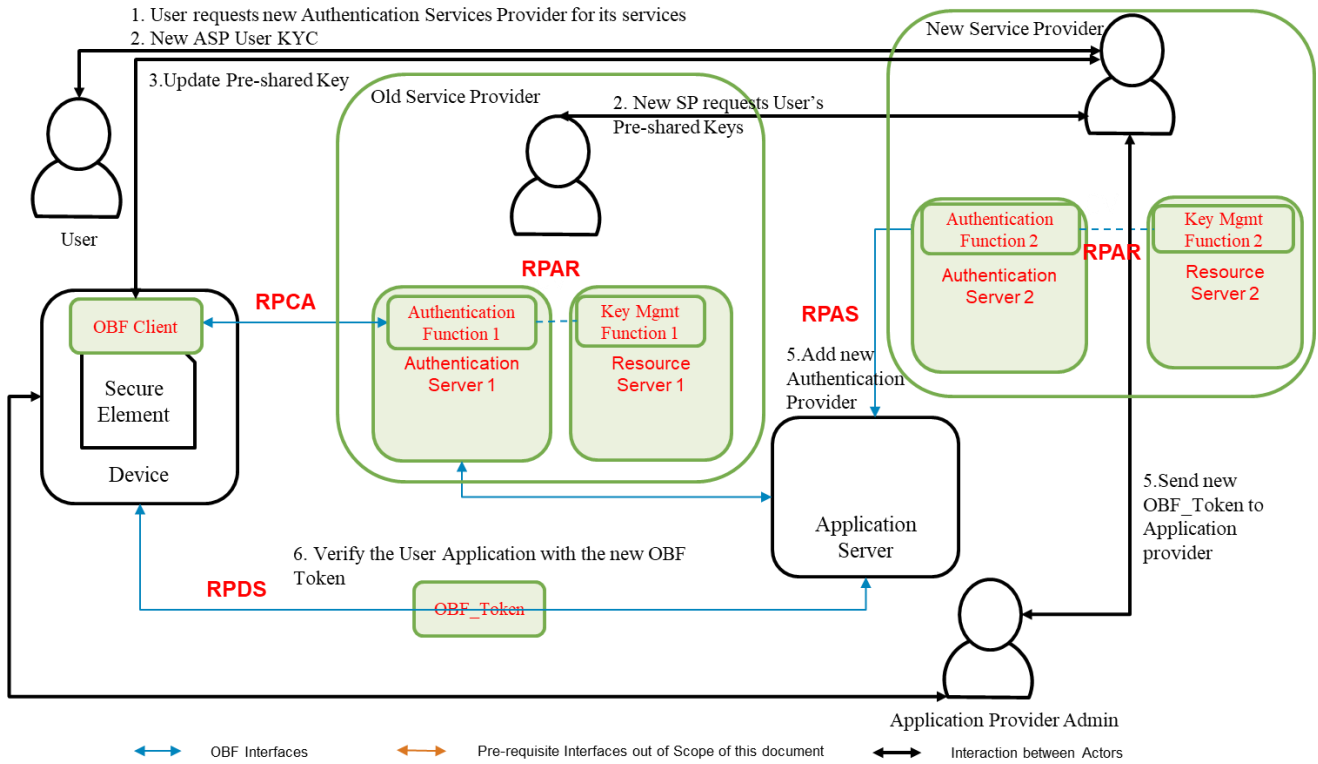 1. User requests new Authentication Services Provider for its services
2. New ASP User KYC
New Service Provider
3.Update Pre-shared Key
Old Service Provider
2. New SP requests User's
Pre-shared Keys
User
Authentication
Function 2
Key Mgmt
Function 2
RPAR
Authentication
Server 2
Resource
Server 2
RPAR
RPCA
OBF Client
Authentication
Function 1
Key Mgmt
Function 1
Authentication
Server 1
Resource
Server 1
RPAS
5.Add new
Authentication
Provider
Secure
Element
Device
Application
Server
5.Send new
OBF_Token to
Application
provider
6. Verify the User Application with the new OBF
Token
RPDS
OBF_Token
Application Provider Admin
OBF Interfaces
Pre-requisite Interfaces out of Scope of this document
Interaction between Actors